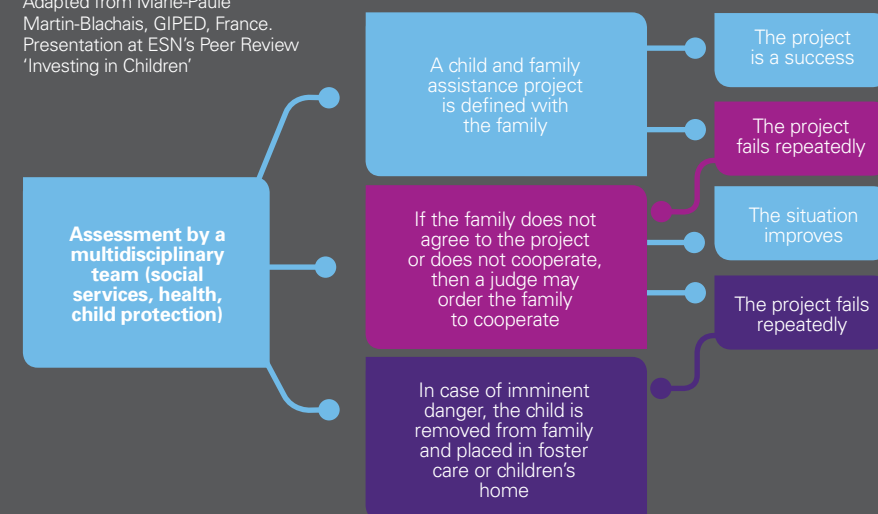 Adapted from Marie-Paule
Martin-Blachais, GIPED, France.
Presentation at ESN's Peer Review
'Investing in Children'
Assessment by a
multidisciplinary
team (social
services, health,
child protection)
A child and family
assistance project
is defined with
the family
The project
is a success
The project
fails repeatedly
If the family does not
agree to the project
or does not cooperate,
then a judge may
order the family
to cooperate
The situation
improves
The project fails
repeatedly
In case of imminent
danger, the child is
removed from family
and placed in foster
care or children's
home